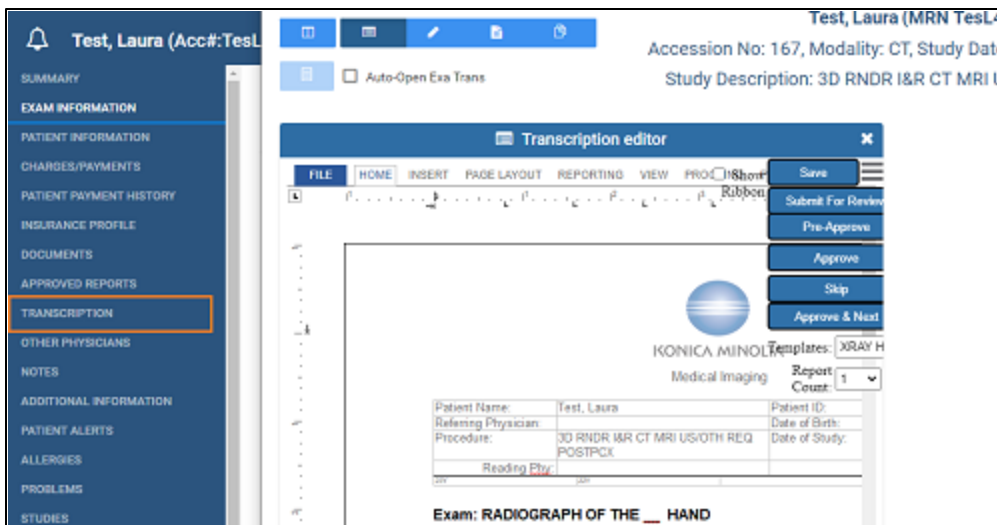 Test, Laura (Acc#:TesL
SUMMARY
EXAM INFORMATION
PATIENT INFORMATION
CHARGES/PAYMENTS
PATIENT PAYMENT HISTORY
INSURANCE PROFILE
DOCUMENTS
APPROVED REPORTS
TRANSCRIPTION
OTHER PHYSICIANS
NOTES
ADDITIONAL INFORMATION
PATIENT ALERTS
ALLERGIES
PROBLEMS
STUDIES
Test, Laura (MRN TesL4
Accession No: 167, Modality: CT, Study Dat
Study Description: 3D RNDR I&R CT MRI U
Auto-Open Exa Trans
Transcription editor
FILE HOME INSERT PAGE LAYOUT REPORTING VIEW
Show
Ribbon
Save
Submit For Review
Pre-Approve
Approve
Skip
Approve & Next
Templates: XRAY H
Report
Count: 1
KONICA MINOLTA
Medical Imaging
Patient Name: Test, Laura Patient ID:
Referring Physician: Date of Birth:
Procedure: 3D RNDR I&R CT MRI US/OTH REQ Date of Study:
POSTPCX
Reading Phy:
Exam: RADIOGRAPH OF THE __ HAND